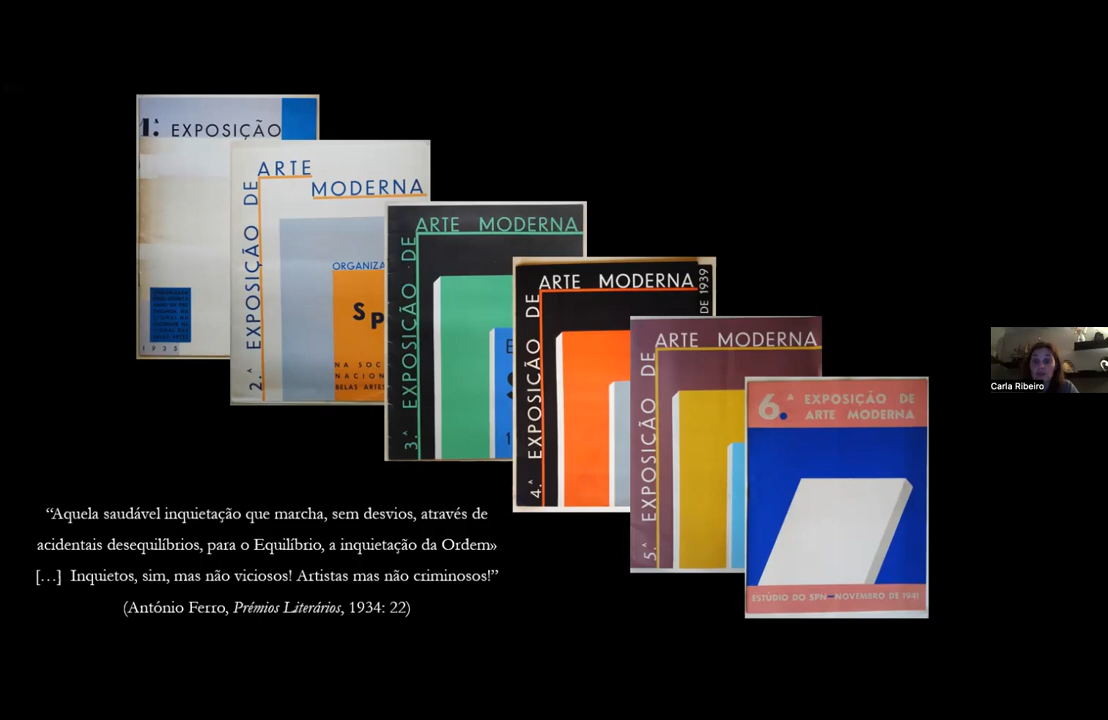 1.ª EXPOSIÇÃO
1935
2.ª EXPOSIÇÃO DE
ARTE
MODERNA
ORGANIZA
SP
NA SOC
NACION
BELAS ARTES
3.ª EXPOSIÇÃO DE
ARTE MODERNA
4.ª EXPOSIÇÃO DE
ARTE MODERNA
DE 1939
5.ª EXPOSIÇÃO DE
ARTE MODERNA
6.ª EXPOSIÇÃO DE
ARTE MODERNA
ESTÚDIO DO SPN—NOVEMBRO DE 1941
“Aquela saudável inquietação que marcha, sem desvios, através de
acidentais desequilíbrios, para o Equilíbrio, a inquietação da Ordem»
[…] Inquietos, sim, mas não viciosos! Artistas mas não criminosos!”
(António Ferro, Prémios Literários, 1934: 22)
Carla Ribeiro